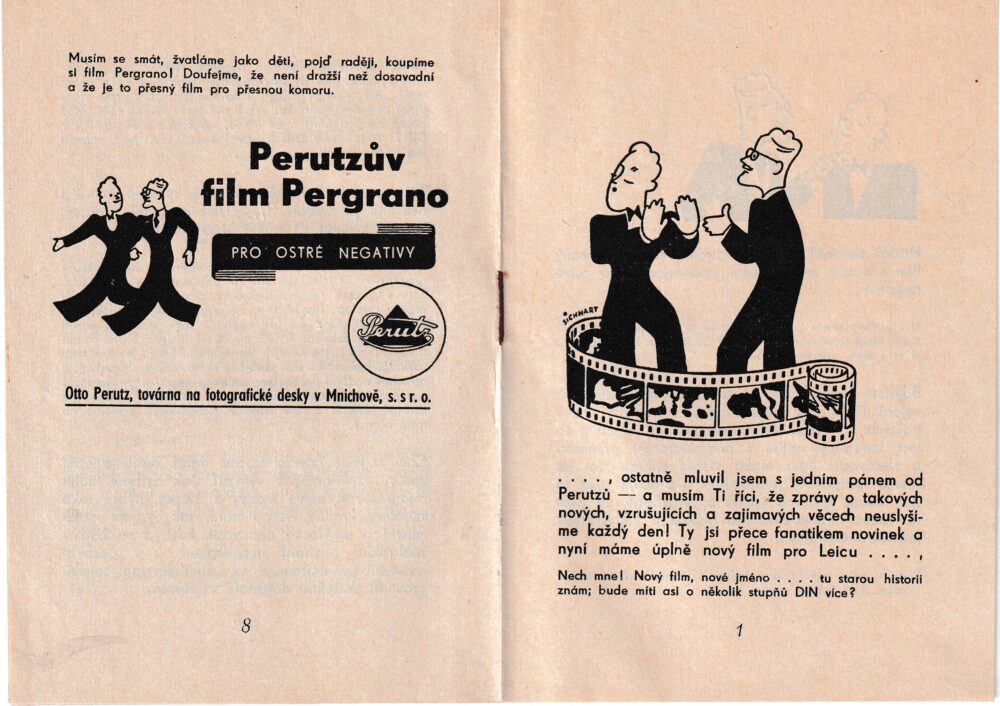 Musím se smát, žvatláme jako děti, pojď raději, koupíme
si film Pergrano! Doufejme, že není dražší než dosavadní
a že je to přesný film pro přesnou komoru.
Perutzův
film Pergrano
PRO OSTRÉ NEGATIVY
Perutz
Otto Perutz, továrna na fotografické desky v Mnichově, s. s r. o.
8
SICHHART
. . . . , ostatně mluvil jsem s jedním pánem od
Perutzů — a musím Ti říci, že zprávy o takových
nových, vzrušujících a zajímavých věcech neuslyší-
me každý den! Ty jsi přece fanatikem novinek a
nyní máme úplně nový film pro Leicu . . . . ,
Nech mne! Nový film, nové jméno . . . . tu starou historii
znám; bude míti asi o několik stupňů DIN více?
1